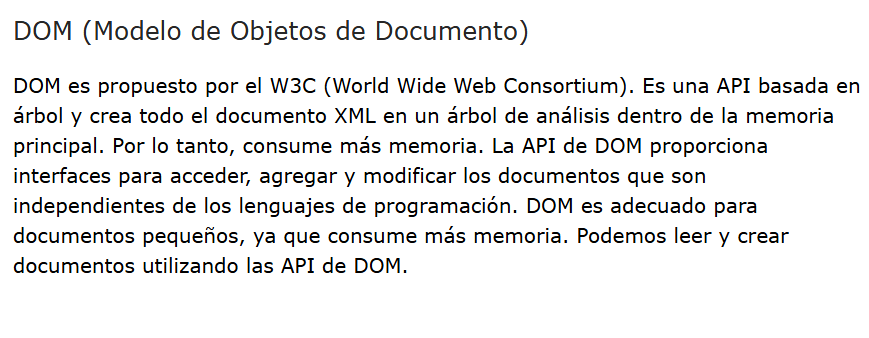 DOM (Modelo de Objetos de Documento)
DOM es propuesto por el W3C (World Wide Web Consortium). Es una API basada en
árbol y crea todo el documento XML en un árbol de análisis dentro de la memoria
principal. Por lo tanto, consume más memoria. La API de DOM proporciona
interfaces para acceder, agregar y modificar los documentos que son
independientes de los lenguajes de programación. DOM es adecuado para
documentos pequeños, ya que consume más memoria. Podemos leer y crear
documentos utilizando las API de DOM.